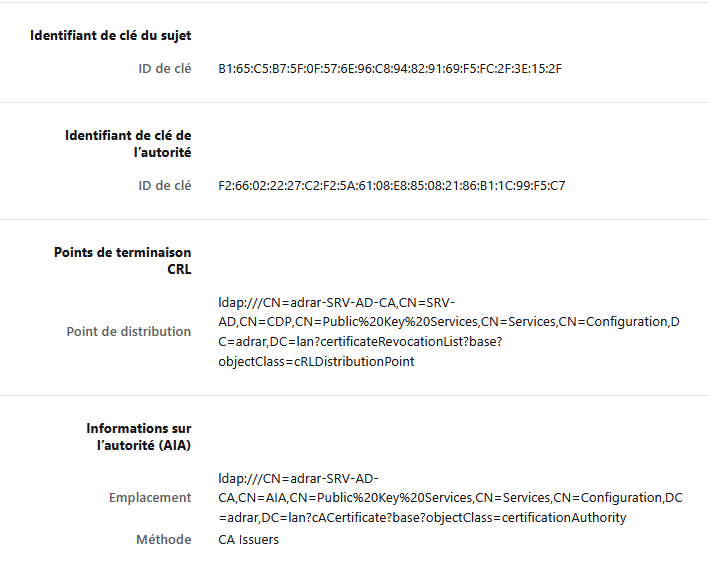 Identifiant de clé du sujet
ID de clé B1:65:C5:B7:5F:0F:57:6E:96:C8:94:82:91:69:F5:FC:2F:3E:15:2F
Identifiant de clé de
l’autorité
ID de clé F2:66:02:22:27:C2:F2:5A:61:08:E8:85:08:21:86:B1:1C:99:F5:C7
Points de terminaison
CRL
ldap:///CN=adrar-SRV-AD-CA,CN=SRV-
AD,CN=CDP,CN=Public%20Key%20Services,CN=Services,CN=Configuration,D
Point de distribution
C=adrar,DC=lan?certificateRevocationList?base?
objectClass=cRLDistributionPoint
Informations sur
l’autorité (AIA)
ldap:///CN=adrar-SRV-AD-
Emplacement CA,CN=AIA,CN=Public%20Key%20Services,CN=Services,CN=Configuration,DC
=adrar,DC=lan?cACertificate?base?objectClass=certificationAuthority
Méthode CA Issuers